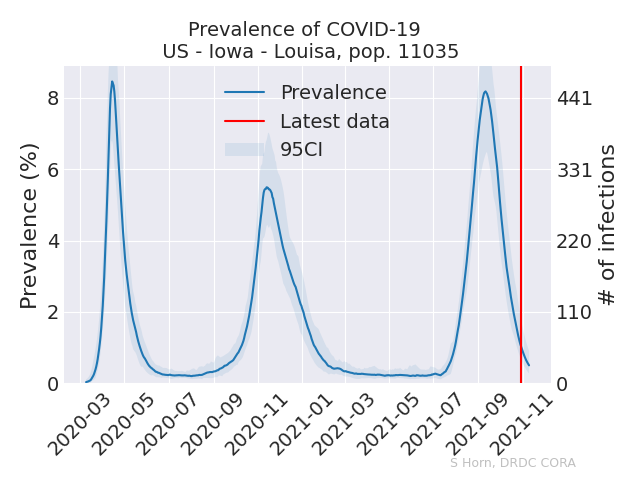 Prevalence of COVID-19
US - Iowa - Louisa, pop. 11035
Prevalence
Latest data
95CI
Prevalence (%)
8
6
4
2
0
441
331
220
110
0
# of infections
2020-03
2020-05
2020-07
2020-09
2020-11
2021-01
2021-03
2021-05
2021-07
2021-09
2021-11
S Horn, DRDC CORA